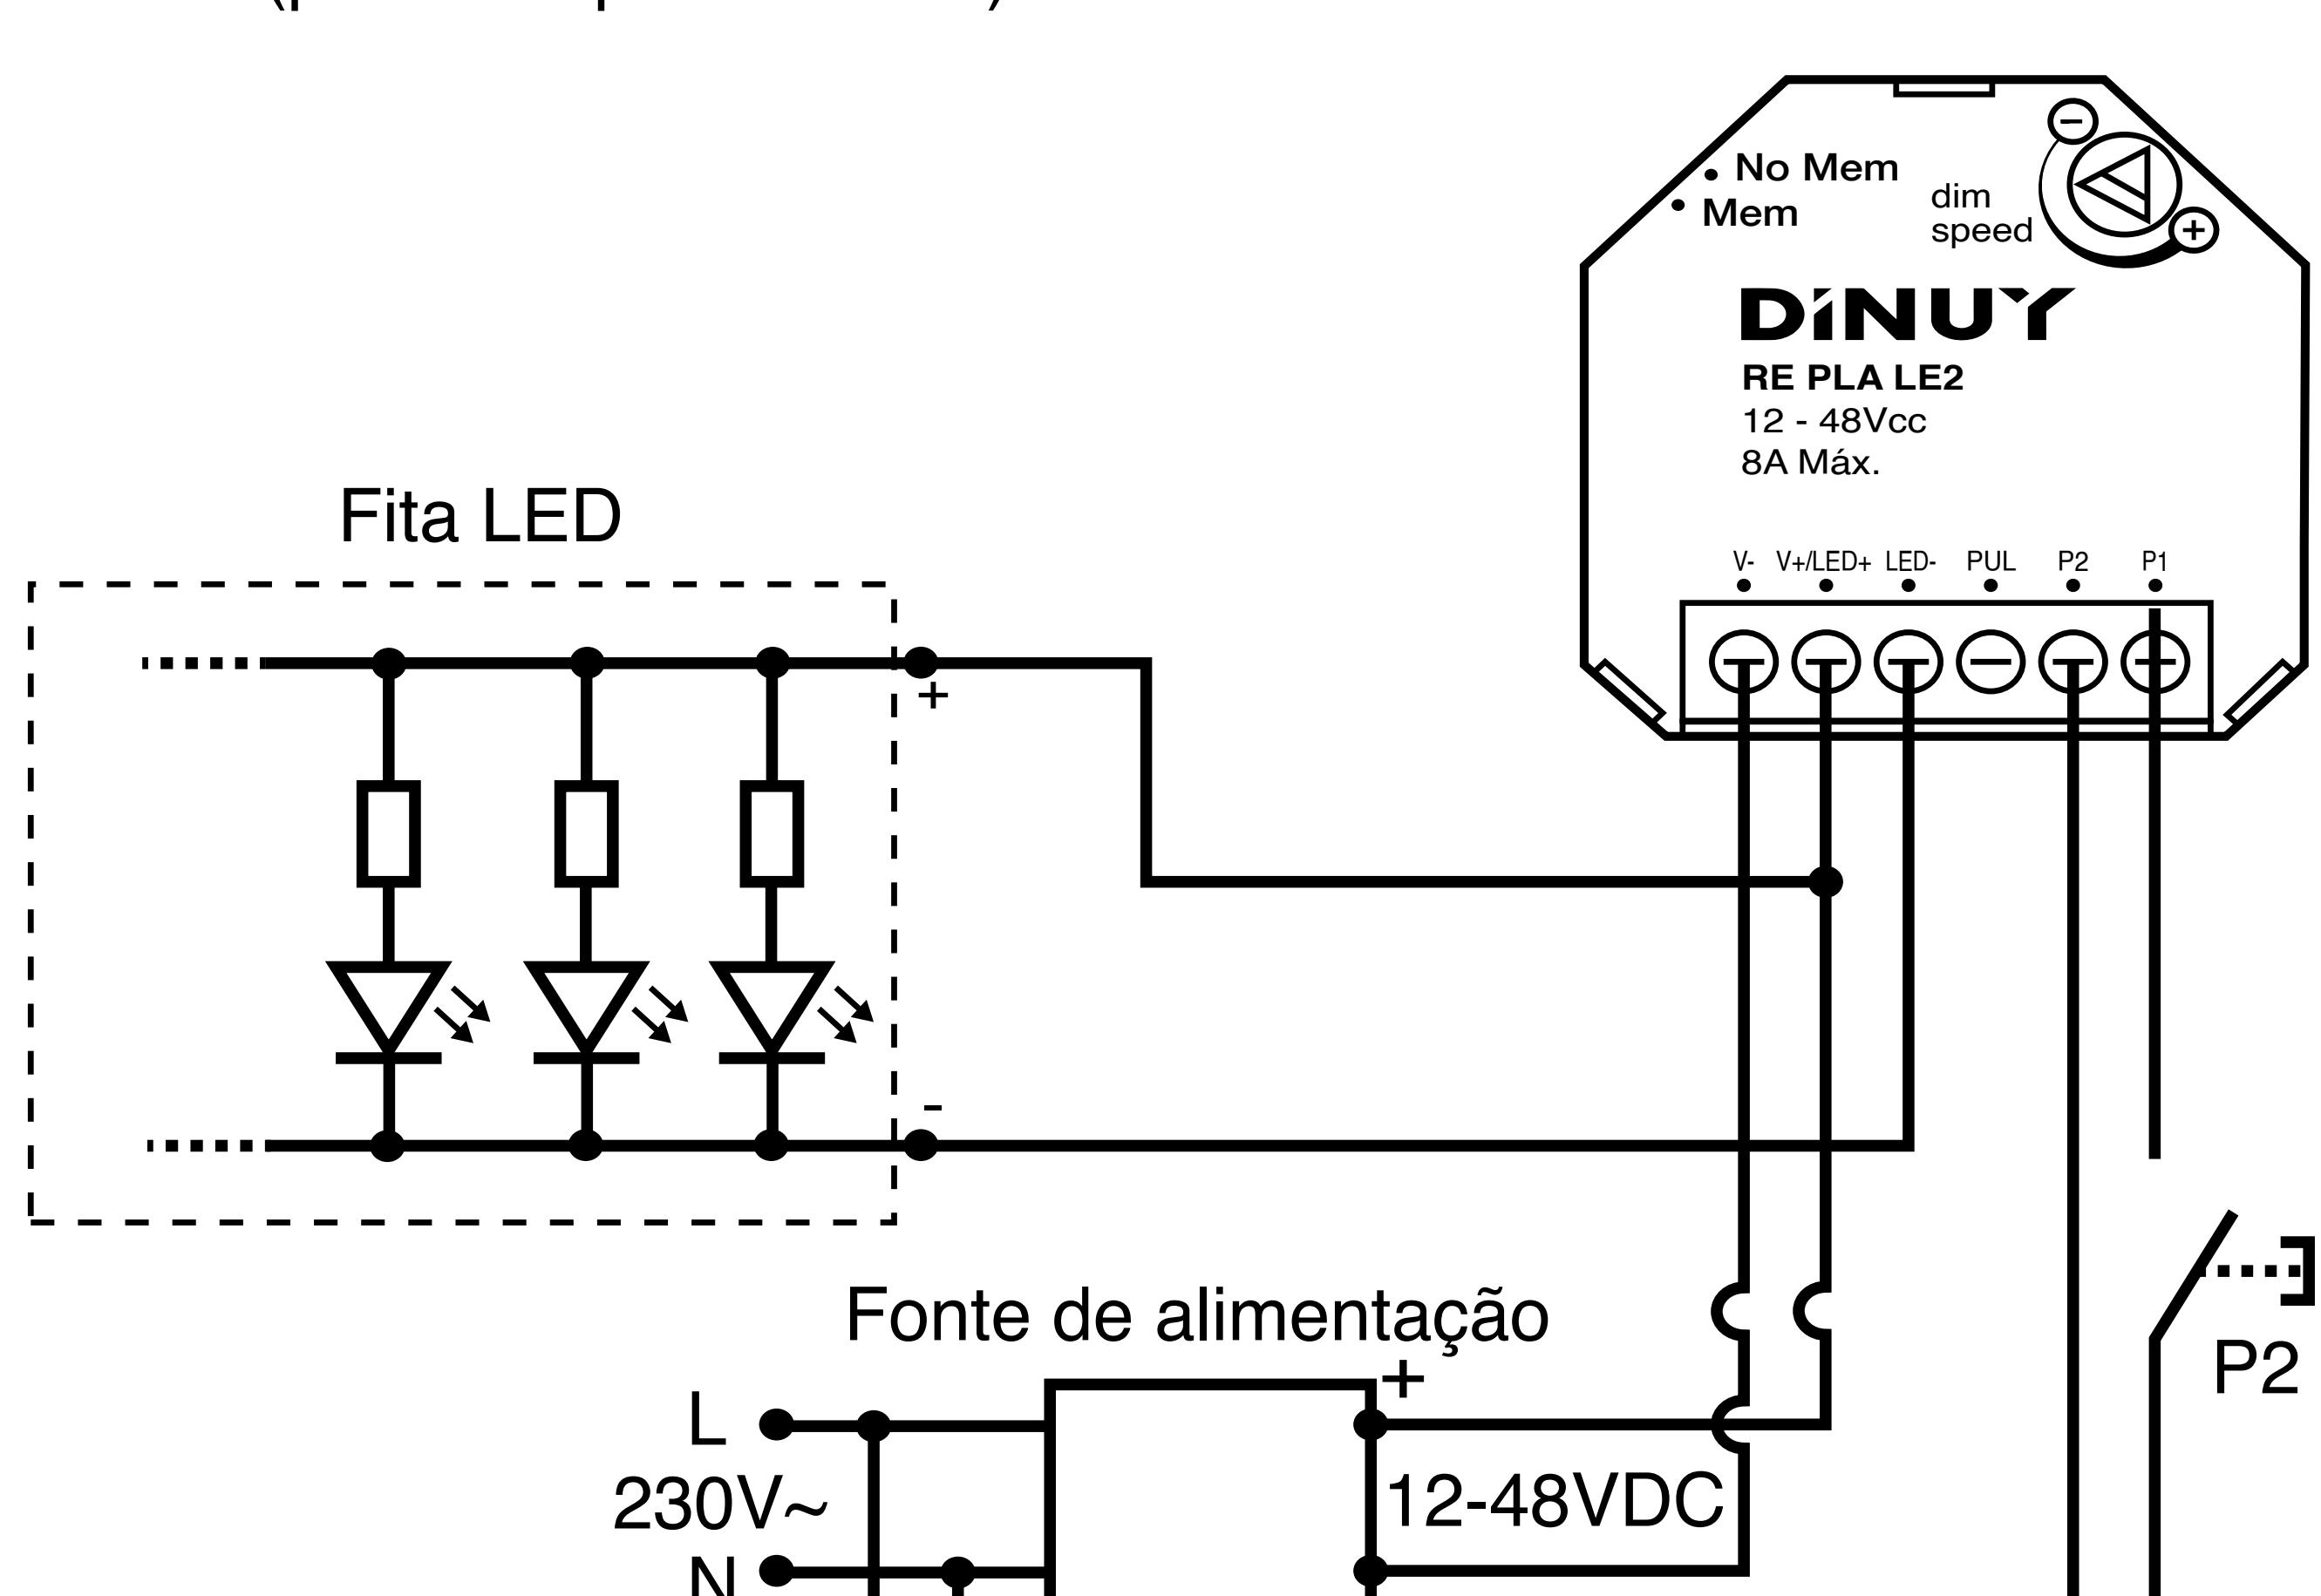 No Mem
Mem
dim
speed
DiNUY
RE PLA LE2
12 - 48Vcc
8A Máx.
V- V+/LED+ LED- PUL P2 P1
Fita LED
+
-
Fonte de alimentação
+
L
230V~
N
12-48VDC
P2